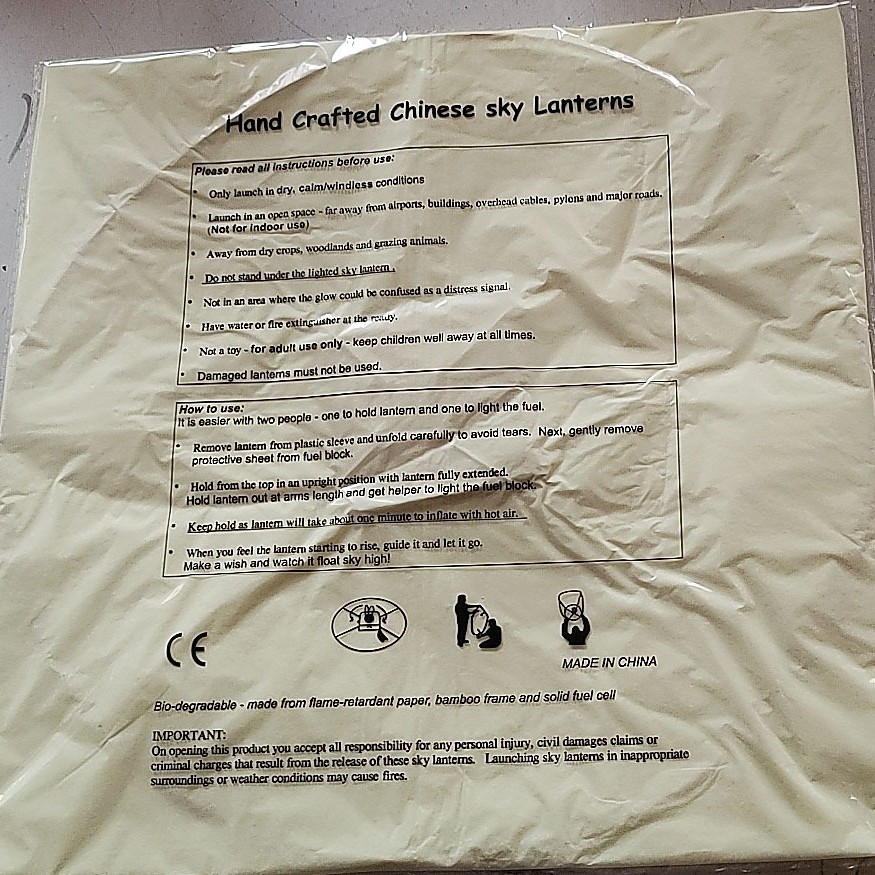 Hand Crafted Chinese sky Lanterns
Please read all instructions before use:
• Only launch in dry, calm/windless conditions
• Launch in an open space - far away from airports, buildings, overhead cables, pylons and major roads.
(Not for indoor use)
• Away from dry crops, woodlands and grazing animals.
• Do not stand under the lighted sky lantern.
• Not in an area where the glow could be confused as a distress signal.
• Have water or fire extinguisher at the ready.
• Not a toy - for adult use only - keep children well away at all times.
• Damaged lanterns must not be used.
How to use:
It is easier with two people - one to hold lantern and one to light the fuel.
• Remove lantern from plastic sleeve and unfold carefully to avoid tears. Next, gently remove
protective sheet from fuel block.
• Hold from the top in an upright position with lantern fully extended.
Hold lantern out at arms length and get helper to light the fuel block.
• Keep hold as lantern will take about one minute to inflate with hot air.
• When you feel the lantern starting to rise, guide it and let it go.
Make a wish and watch it float sky high!
CE
MADE IN CHINA
Bio-degradable - made from flame-retardant paper, bamboo frame and solid fuel cell
IMPORTANT:
On opening this product you accept all responsibility for any personal injury, civil damages claims or
criminal charges that result from the release of these sky lanterns. Launching sky lanterns in inappropriate
surroundings or weather conditions may cause fires.